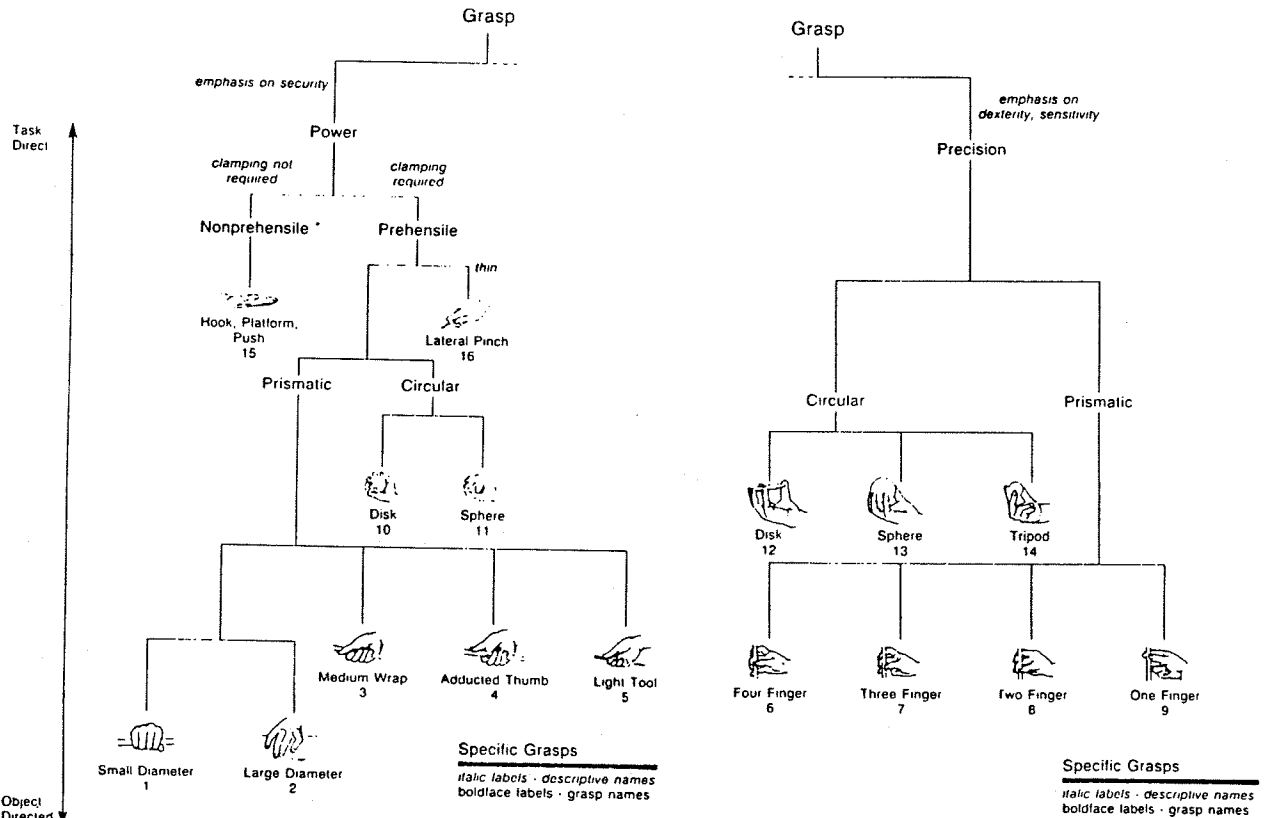 Grasp
emphasis on security
Task
Direct
Power
clamping not
required
clamping
required
Nonprehensile *
Prehensile
thin
Hook, Platform,
Push
15
Lateral Pinch
16
Prismatic
Circular
Disk
10
Sphere
11
Medium Wrap
3
Adducted Thumb
4
Light Tool
5
Small Diameter
1
Large Diameter
2
Specific Grasps
italic labels - descriptive names
boldface labels - grasp names
Object
Directed
Grasp
emphasis on
dexterity, sensitivity
Precision
Circular
Prismatic
Disk
12
Sphere
13
Tripod
14
Four Finger
6
Three Finger
7
Two Finger
8
One Finger
9
Specific Grasps
italic labels - descriptive names
boldface labels - grasp names